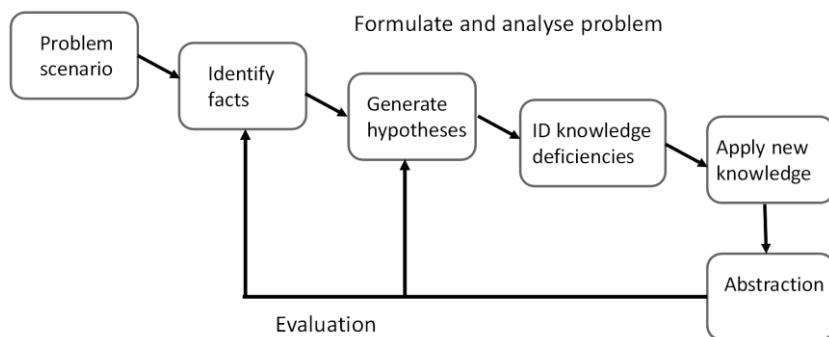 Formulate and analyse problem
Problem
scenario
Identify
facts
Generate
hypotheses
ID knowledge
deficiencies
Apply new
knowledge
Abstraction
Evaluation